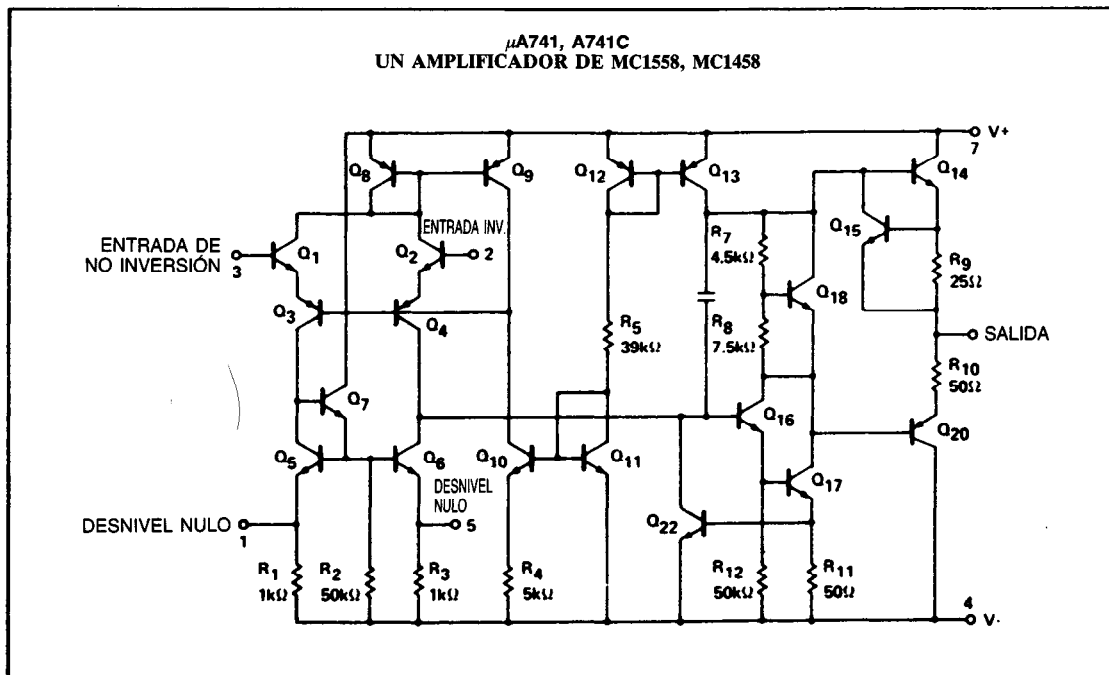 µA741, A741C
UN AMPLIFICADOR DE MC1558, MC1458
V+
7
Q8
Q9
Q12
Q13
Q14
ENTRADA INV.
2
ENTRADA DE
NO INVERSIÓN
3
Q1
Q2
Q15
R7
4.5kΩ
R9
25Ω
Q18
Q3
Q4
R5
39kΩ
R8
7.5kΩ
SALIDA
R10
50Ω
Q7
Q16
Q20
Q5
Q6
Q10
Q11
Q17
DESNIVEL
NULO
5
DESNIVEL NULO
1
Q22
R1
1kΩ
R2
50kΩ
R3
1kΩ
R4
5kΩ
R12
50kΩ
R11
50Ω
4
V-